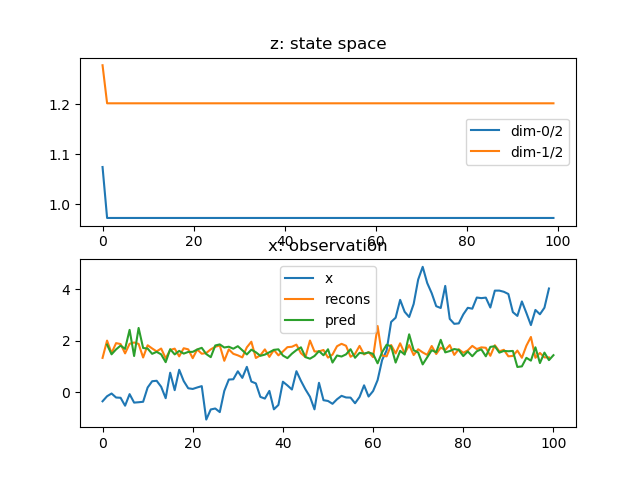 z: state space
1.2
1.1
1.0
dim-0/2
dim-1/2
0 20 40 60 80 100
x: observation
4
2
0
x
recons
pred
0 20 40 60 80 100